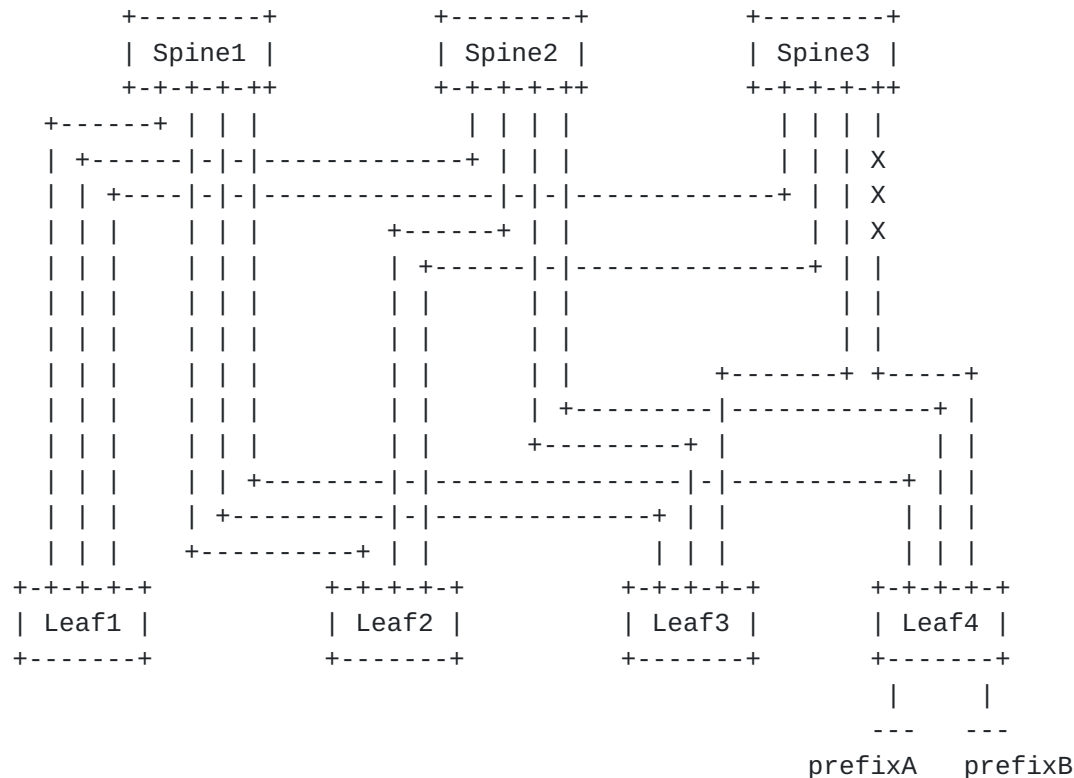 Spine1 Spine2 Spine3
X
X
X
Leaf1 Leaf2 Leaf3 Leaf4
prefixA prefixB